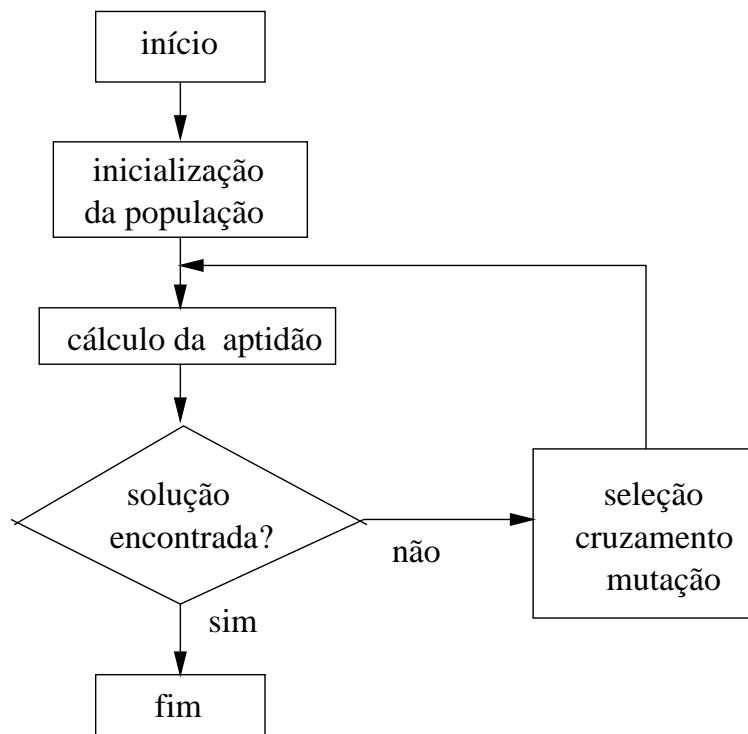 início
inicialização
da população
cálculo da aptidão
solução
encontrada?
não
seleção
cruzamento
mutação
sim
fim